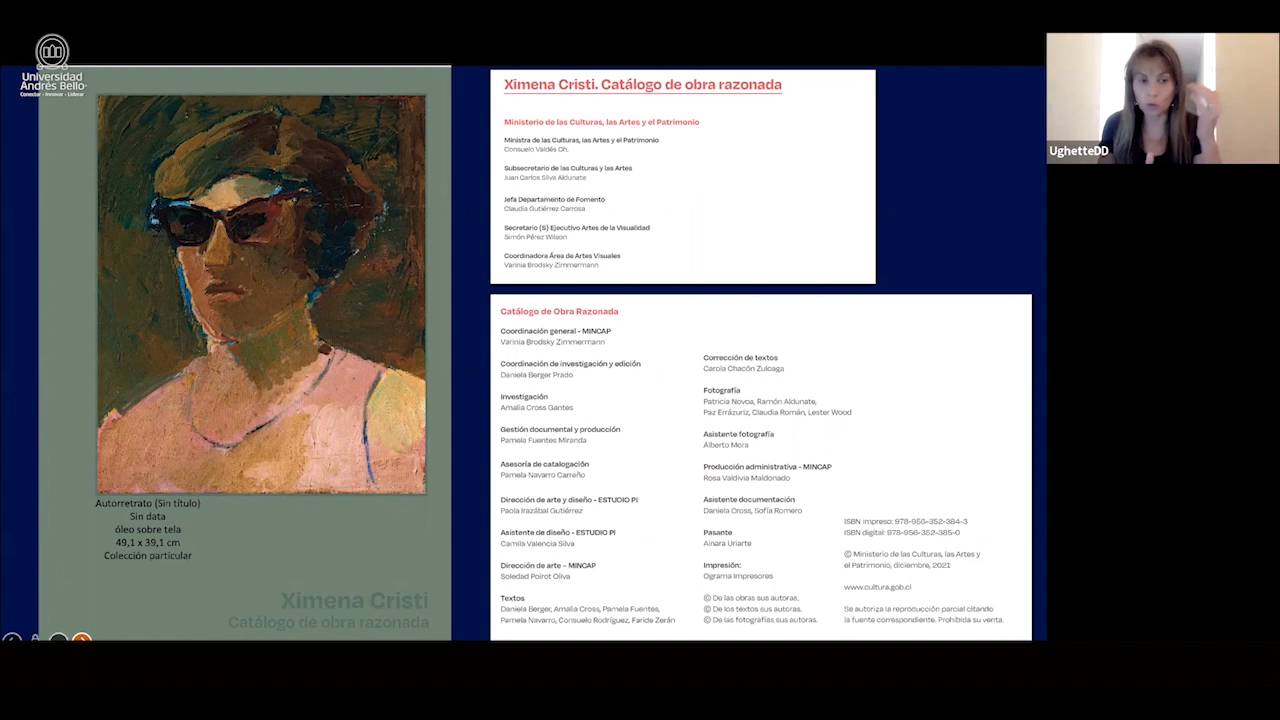 Universidad
Andrés Bello
Conectar · Innovar · Liderar
Autorretrato (Sin título)
Sin data
óleo sobre tela
49,1 x 39,1 cm
Colección particular
Ximena Cristi
Catálogo de obra razonada
Ximena Cristi. Catálogo de obra razonada
Ministerio de las Culturas, las Artes y el Patrimonio
Ministra de las Culturas, las Artes y el Patrimonio
Consuelo Valdés Ch.
Subsecretario de las Culturas y las Artes
Juan Carlos Silva Aldunate
Jefa Departamento de Fomento
Claudia Gutiérrez Carrosa
Secretario (S) Ejecutivo Artes de la Visualidad
Simón Pérez Wilson
Coordinadora Área de Artes Visuales
Varinia Brodsky Zimmermann
Catálogo de Obra Razonada
Coordinación general - MINCAP
Varinia Brodsky Zimmermann
Coordinación de investigación y edición
Daniela Berger Prado
Investigación
Amalia Cross Gantes
Gestión documental y producción
Pamela Fuentes Miranda
Asesoría de catalogación
Pamela Navarro Carreño
Dirección de arte y diseño - ESTUDIO PI
Paola Irazábal Gutiérrez
Asistente de diseño - ESTUDIO PI
Camila Valencia Silva
Dirección de arte – MINCAP
Soledad Poirot Oliva
Textos
Daniela Berger, Amalia Cross, Pamela Fuentes,
Pamela Navarro, Consuelo Rodríguez, Faride Zerán
Corrección de textos
Carola Chacón Zuloaga
Fotografía
Patricia Novoa, Ramón Aldunate,
Paz Errázuriz, Claudia Román, Lester Wood
Asistente fotografía
Alberto Mora
Producción administrativa - MINCAP
Rosa Valdivia Maldonado
Asistente documentación
Daniela Cross, Sofía Romero
Pasante
Ainara Uriarte
Impresión:
Ograma Impresores
© De las obras sus autoras.
© De los textos sus autoras.
© De las fotografías sus autoras.
ISBN impreso: 978-956-352-384-3
ISBN digital: 978-956-352-385-0
© Ministerio de las Culturas, las Artes y
el Patrimonio, diciembre, 2021
www.cultura.gob.cl
Se autoriza la reproducción parcial citando
la fuente correspondiente. Prohibida su venta.
UghetteDD